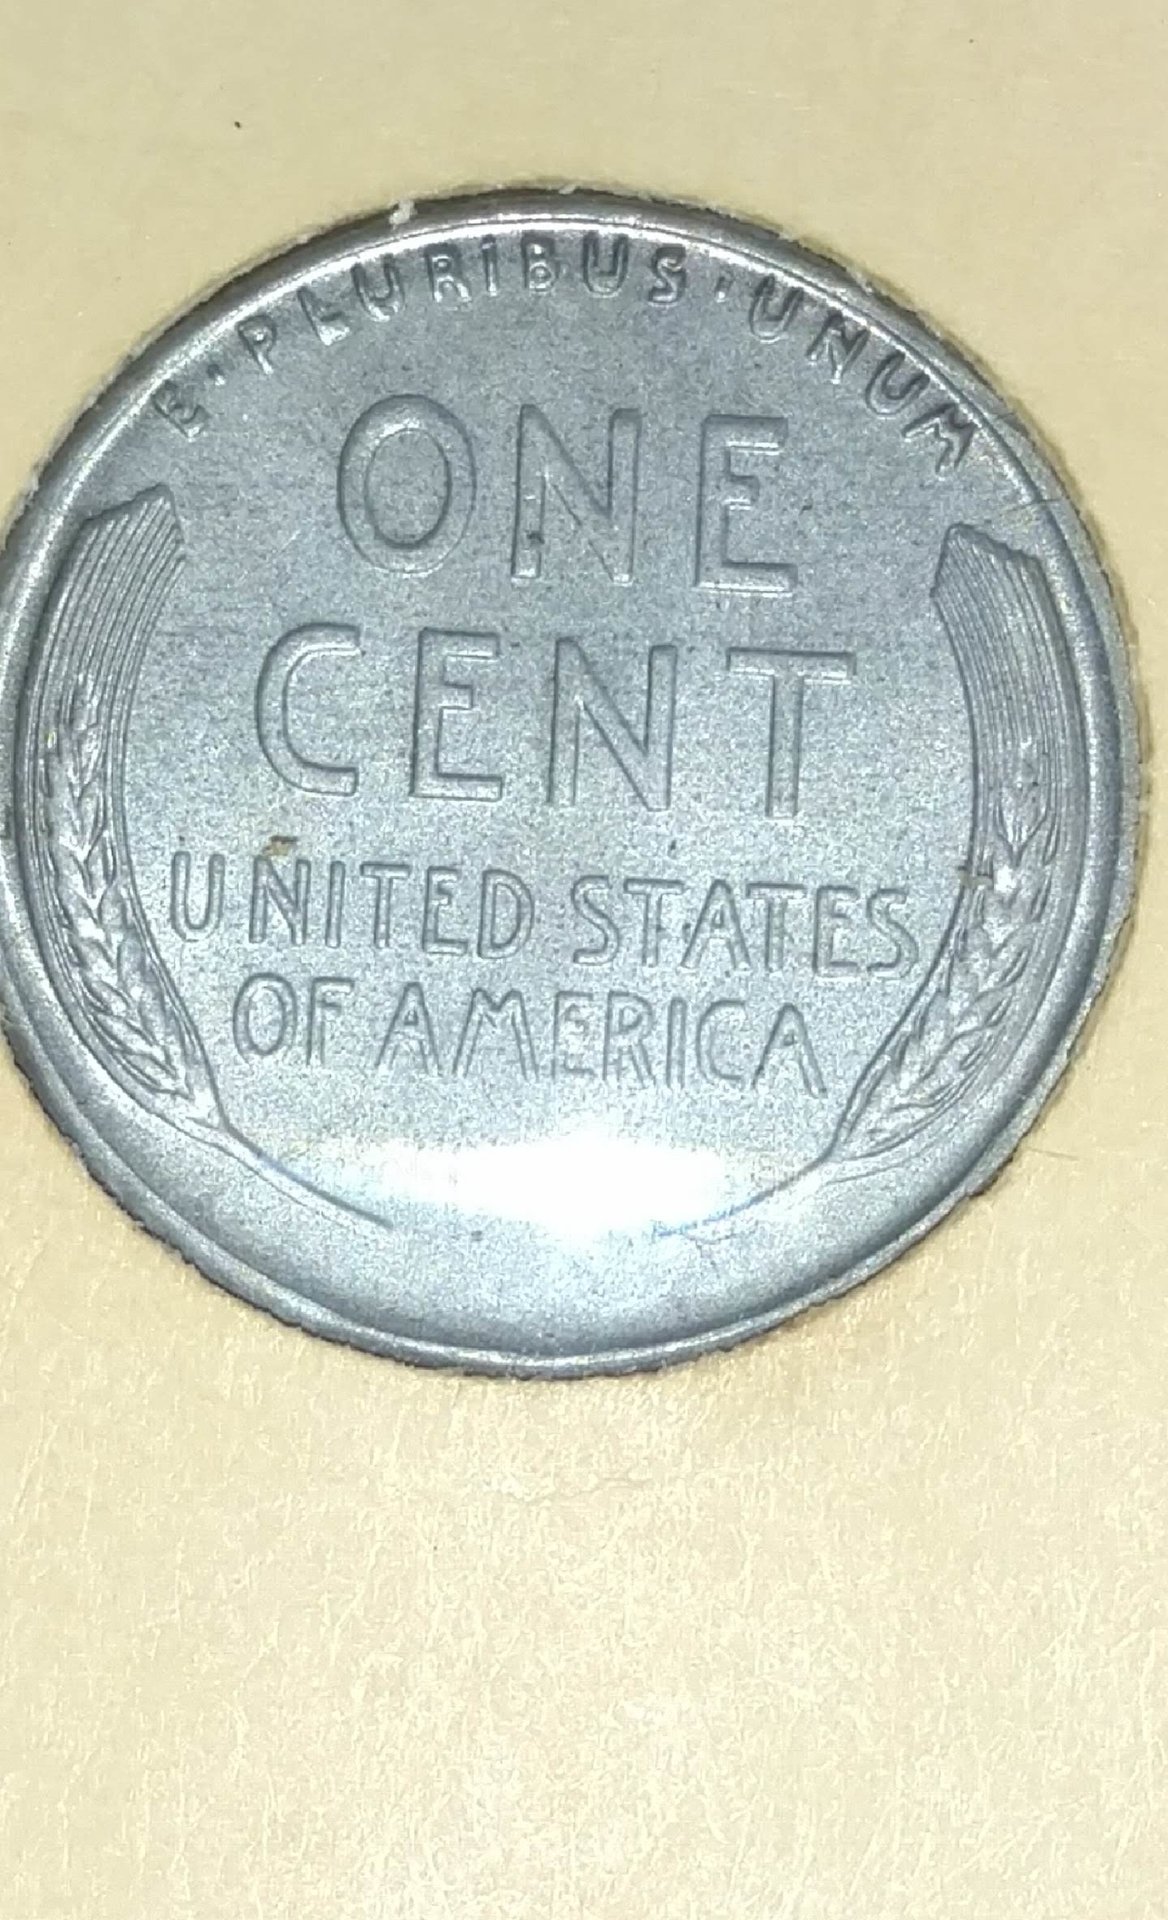 E·PLURIBUS·UNUM
ONE
CENT
UNITED STATES
OF AMERICA